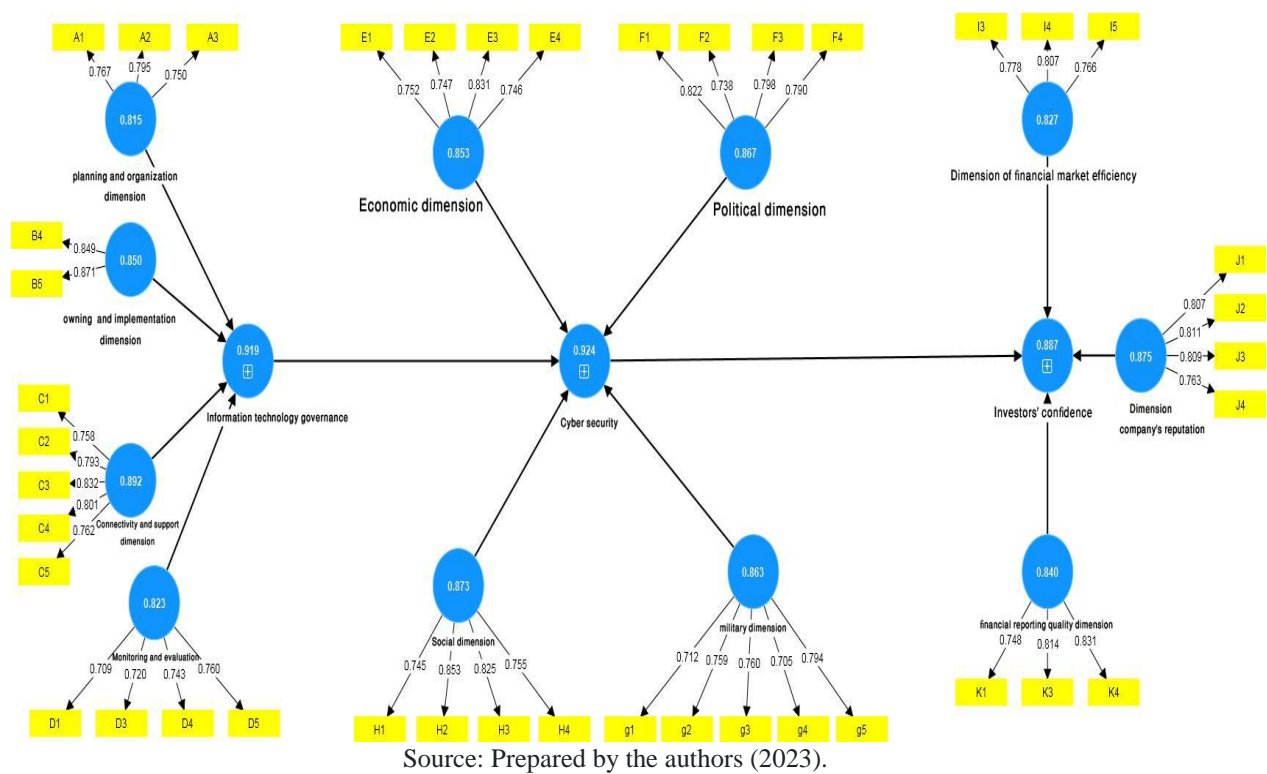 A1 A2 A3
0.767 0.795 0.750
0.815
planning and organization
dimension
B4
B5
0.849
0.871
0.850
owning and implementation
dimension
0.919
Information technology governance
C1
C2
C3
C4
C5
0.758
0.793
0.832
0.801
0.762
0.892
Connectivity and support
dimension
0.823
Monitoring and evaluation
0.709 0.720 0.743 0.760
D1 D3 D4 D5
E1 E2 E3 E4
0.752 0.747 0.831 0.746
0.853
Economic dimension
F1 F2 F3 F4
0.822 0.738 0.798 0.790
0.867
Political dimension
0.924
Cyber security
0.873
Social dimension
0.745 0.853 0.825 0.755
H1 H2 H3 H4
0.863
military dimension
0.712 0.759 0.760 0.705 0.794
g1 g2 g3 g4 g5
I3 I4 I5
0.778 0.807 0.766
0.827
Dimension of financial market efficiency
0.887
Investors' confidence
J1
J2
J3
J4
0.807
0.811
0.809
0.763
0.875
Dimension
company's reputation
0.840
financial reporting quality dimension
0.748 0.814 0.831
K1 K3 K4
Source: Prepared by the authors (2023).